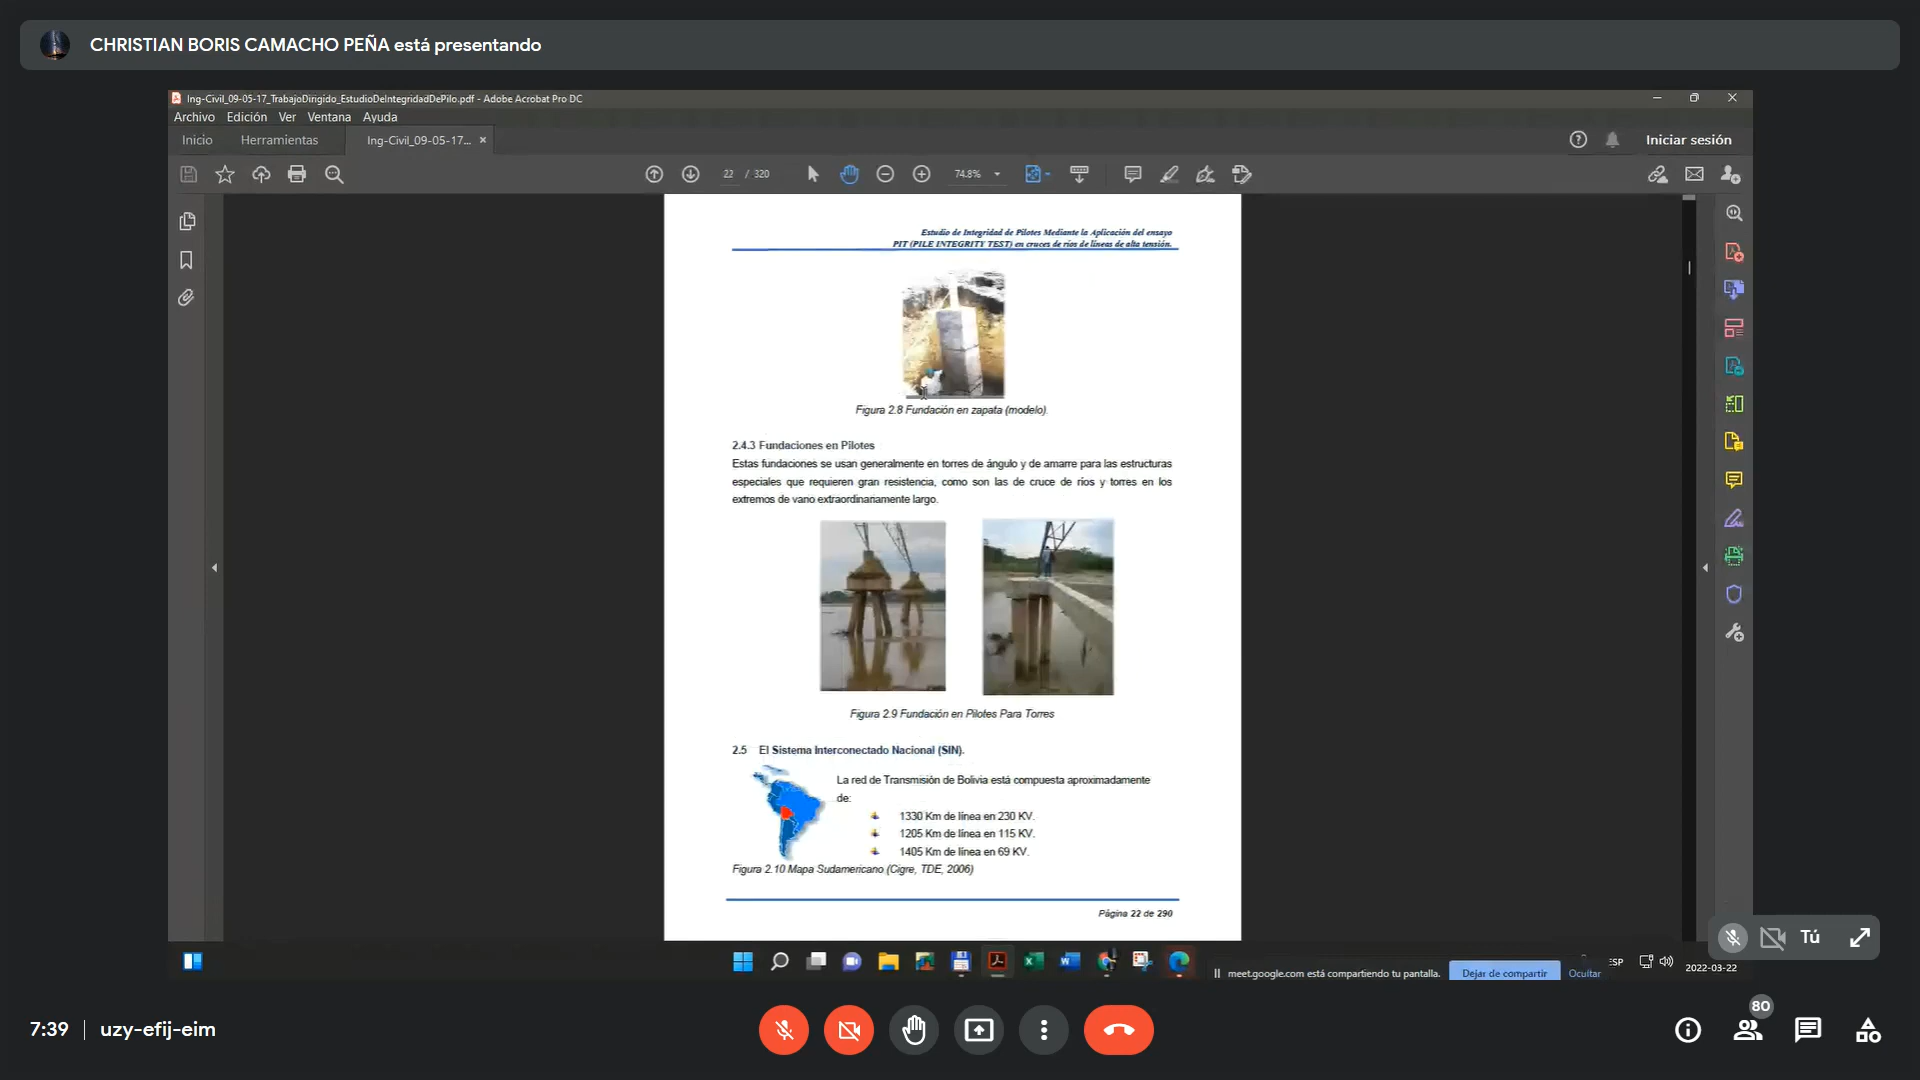 CHRISTIAN BORIS CAMACHO PEÑA está presentando
Ing-Civil_09-05-17_TrabajoDirigido_EstudioDeIntegridadDePilo.pdf - Adobe Acrobat Pro DC
Archivo Edición Ver Ventana Ayuda
Inicio Herramientas Ing-Civil_09-05-17... × Iniciar sesión
22 / 320 74.8%
Estudio de Integridad de Pilotes Mediante la Aplicación del ensayo
PIT (PILE INTEGRITY TEST) en cruces de ríos de líneas de alta tensión.
Figura 2.8 Fundación en zapata (modelo).
2.4.3 Fundaciones en Pilotes
Estas fundaciones se usan generalmente en torres de ángulo y de amarre para las estructuras
especiales que requieren gran resistencia, como son las de cruce de ríos y torres en los
extremos de vano extraordinariamente largo.
Figura 2.9 Fundación en Pilotes Para Torres
2.5 El Sistema Interconectado Nacional (SIN).
La red de Transmisión de Bolivia está compuesta aproximadamente
de:
1330 Km de línea en 230 KV.
1205 Km de línea en 115 KV.
1405 Km de línea en 69 KV.
Figura 2.10 Mapa Sudamericano (Cigre, TDE, 2006)
Página 22 de 290
Tú
meet.google.com está compartiendo tu pantalla. Dejar de compartir Ocultar
ESP
2022-03-22
7:39 | uzy-efij-eim
80